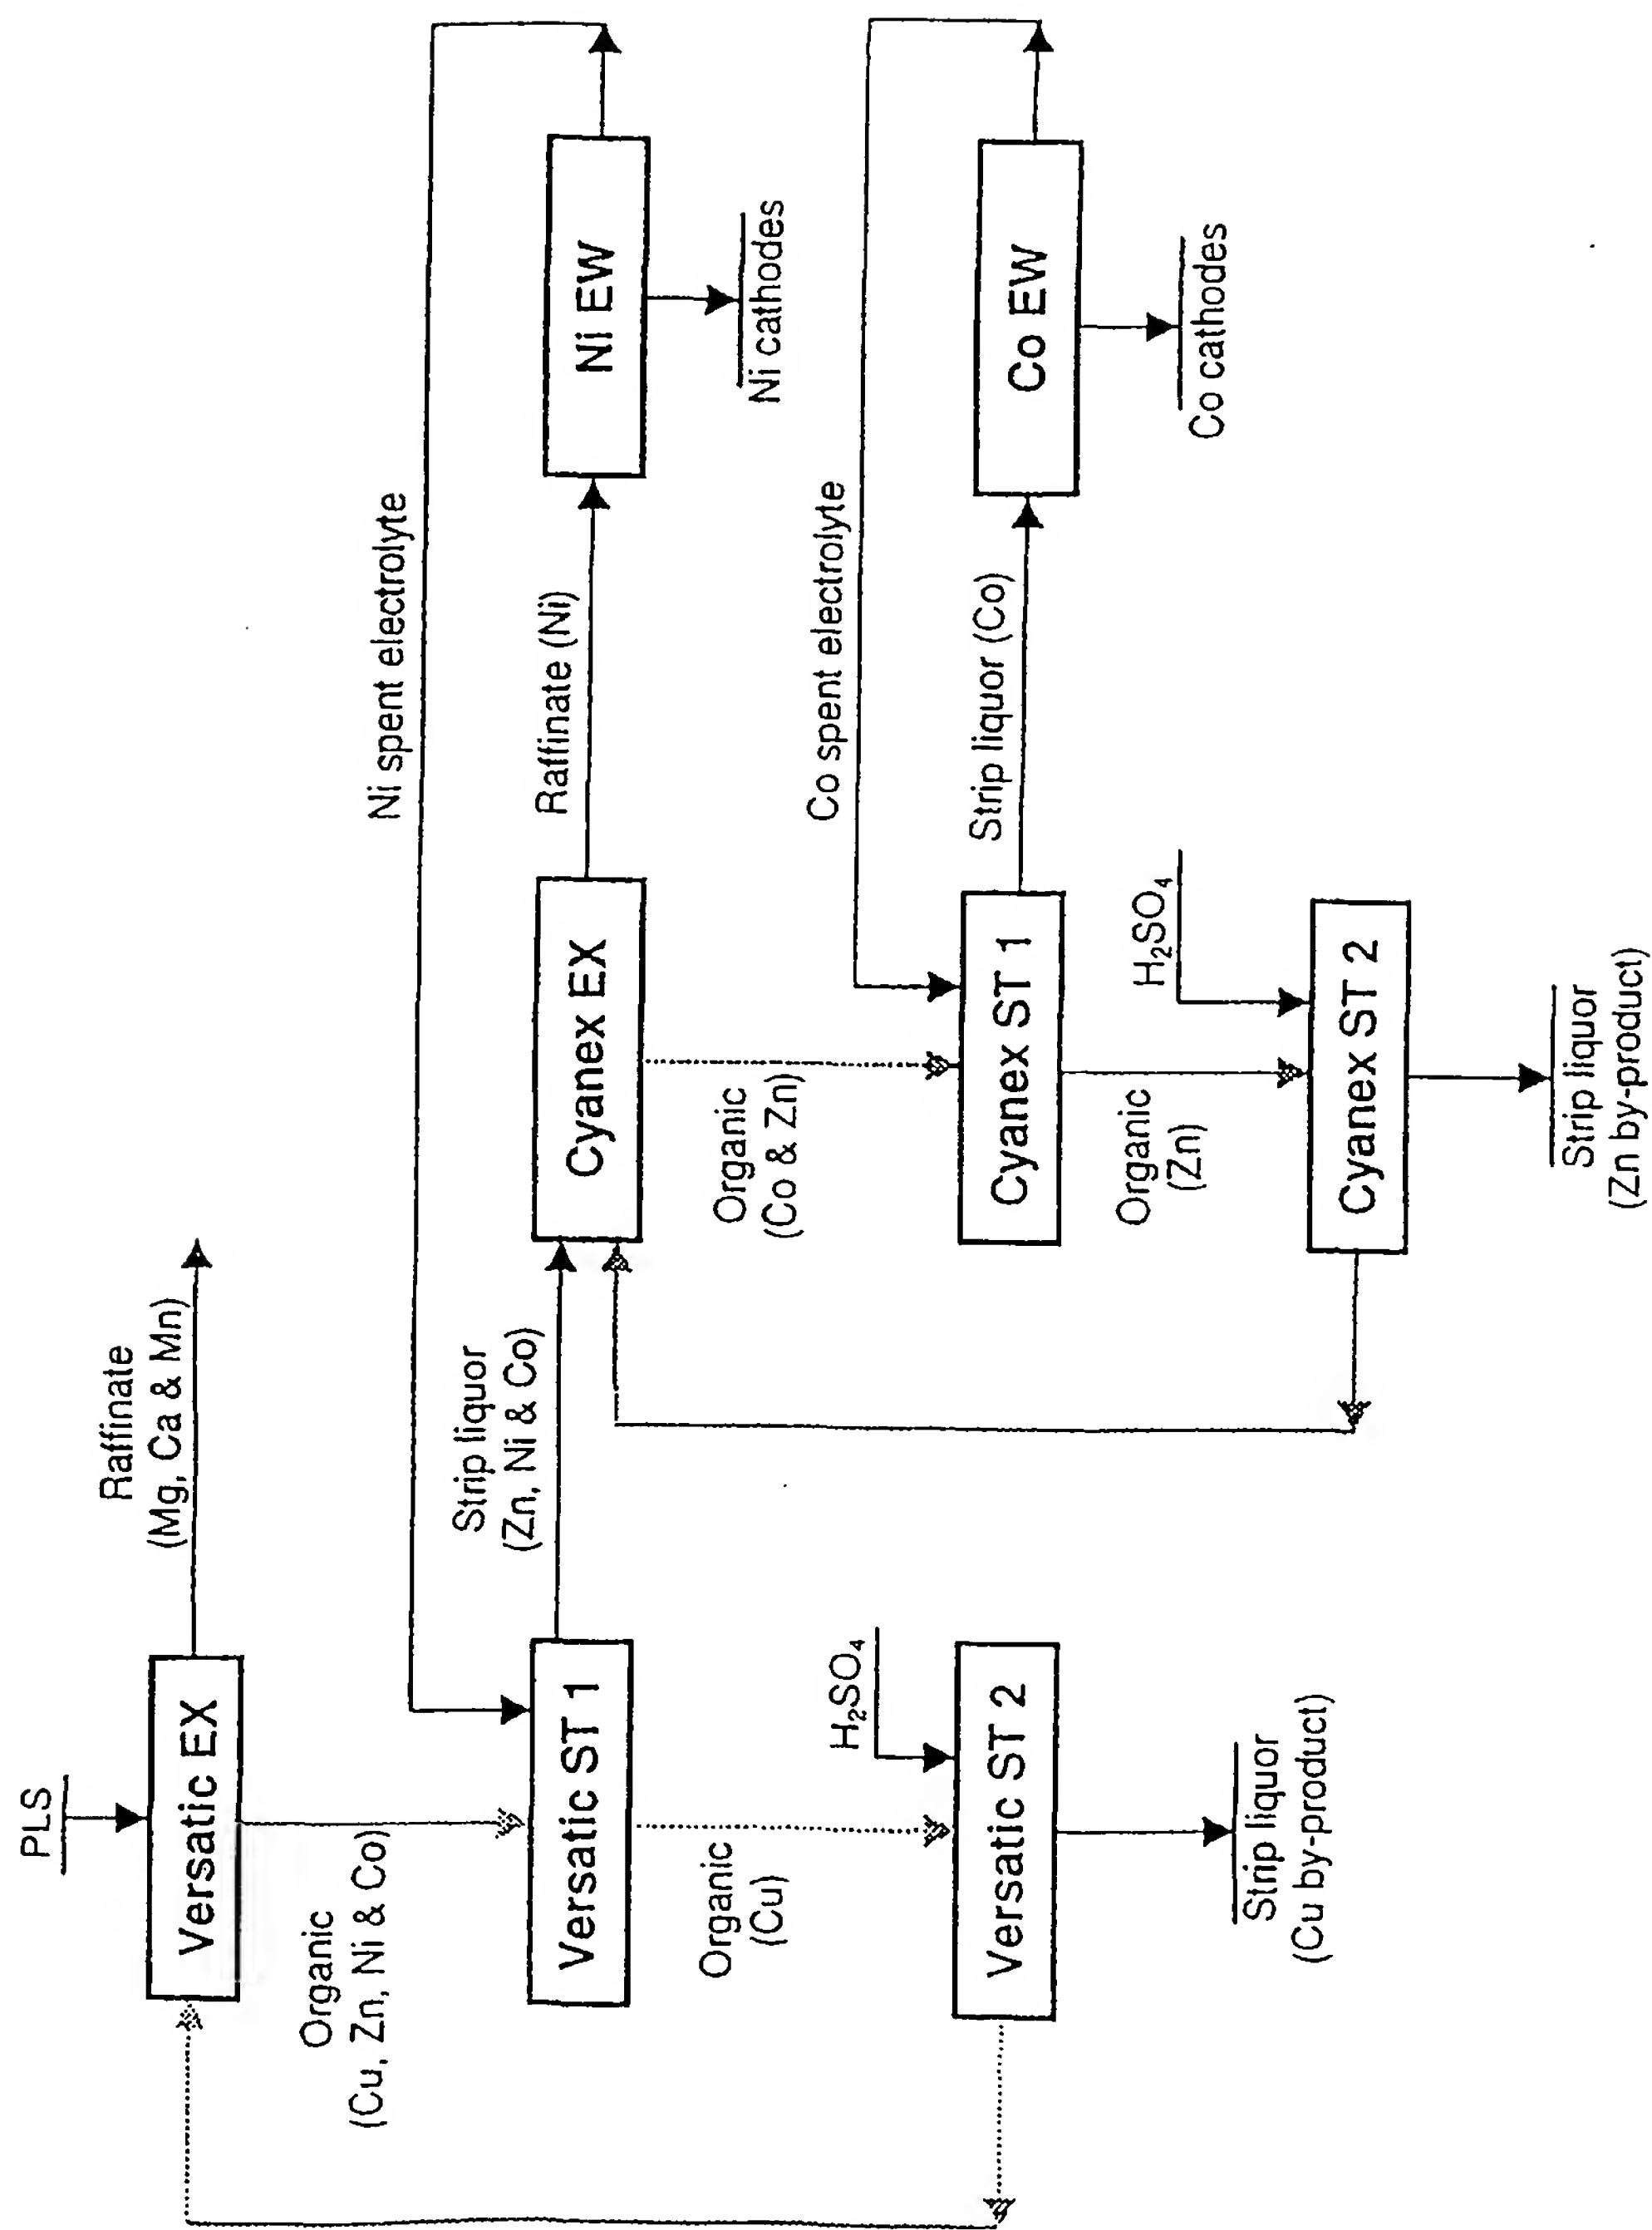 PLS
Versatic EX
Raffinate
(Mg, Ca & Mn)
Organic
(Cu, Zn, Ni & Co)
Ni spent electrolyte
Versatic ST 1
Strip liquor
(Zn, Ni & Co)
Cyanex EX
Raffinate (Ni)
Ni EW
Ni cathodes
Organic
(Cu)
H₂SO₄
Versatic ST 2
Strip liquor
(Cu by-product)
Organic
(Co & Zn)
Co spent electrolyte
Cyanex ST 1
Strip liquor (Co)
Co EW
Co cathodes
Organic
(Zn)
H₂SO₄
Cyanex ST 2
Strip liquor
(Zn by-product)